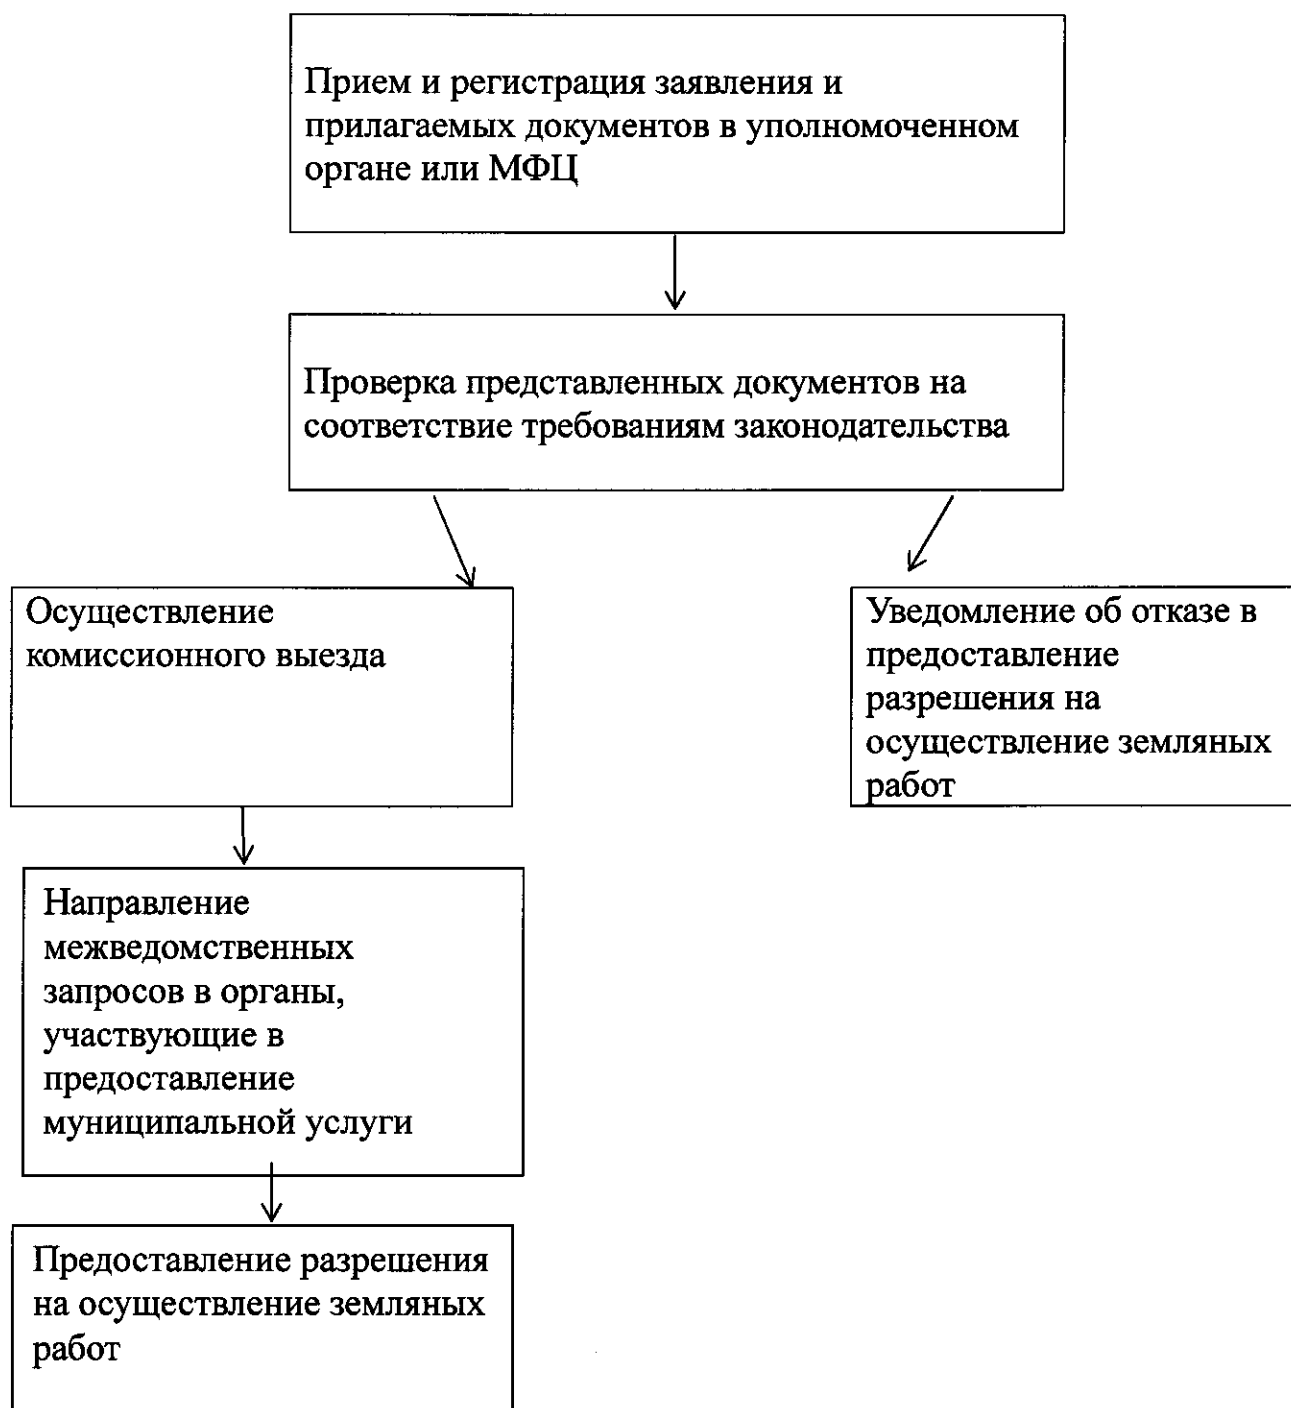 Прием и регистрация заявления и
прилагаемых документов в уполномоченном
органе или МФЦ
Проверка представленных документов на
соответствие требованиям законодательства
Осуществление
комиссионного выезда
Уведомление об отказе в
предоставление
разрешения на
осуществление земляных
работ
Направление
межведомственных
запросов в органы,
участвующие в
предоставление
муниципальной услуги
Предоставление разрешения
на осуществление земляных
работ